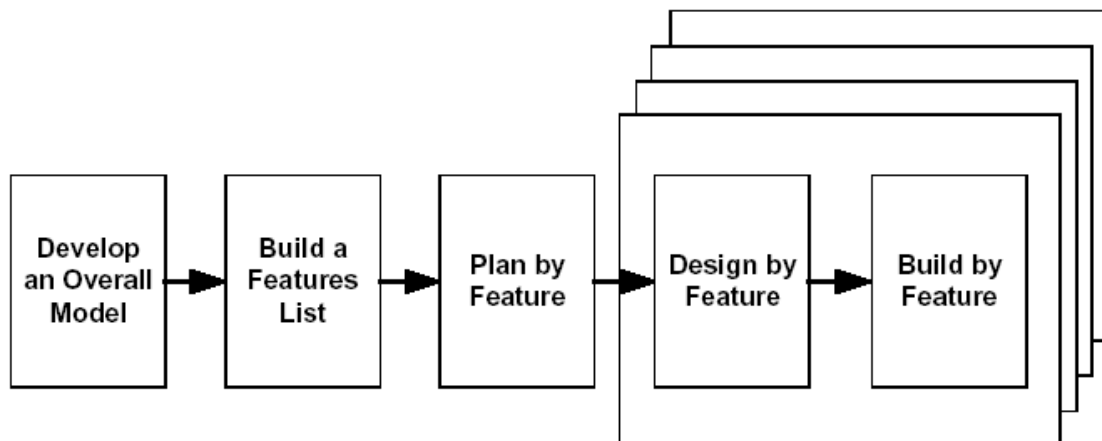 Develop
an Overall
Model
Build a
Features
List
Plan by
Feature
Design by
Feature
Build by
Feature